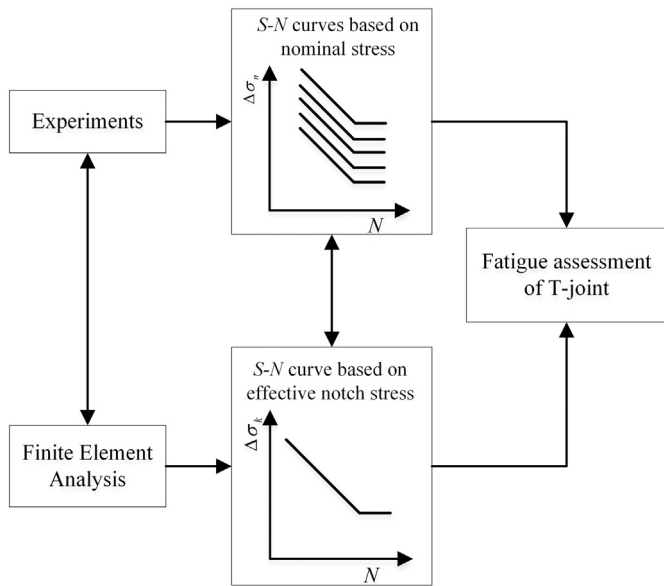 S-N curves based on
nominal stress
Δσn
N
Experiments
Fatigue assessment
of T-joint
S-N curve based on
effective notch stress
Δσk
N
Finite Element
Analysis